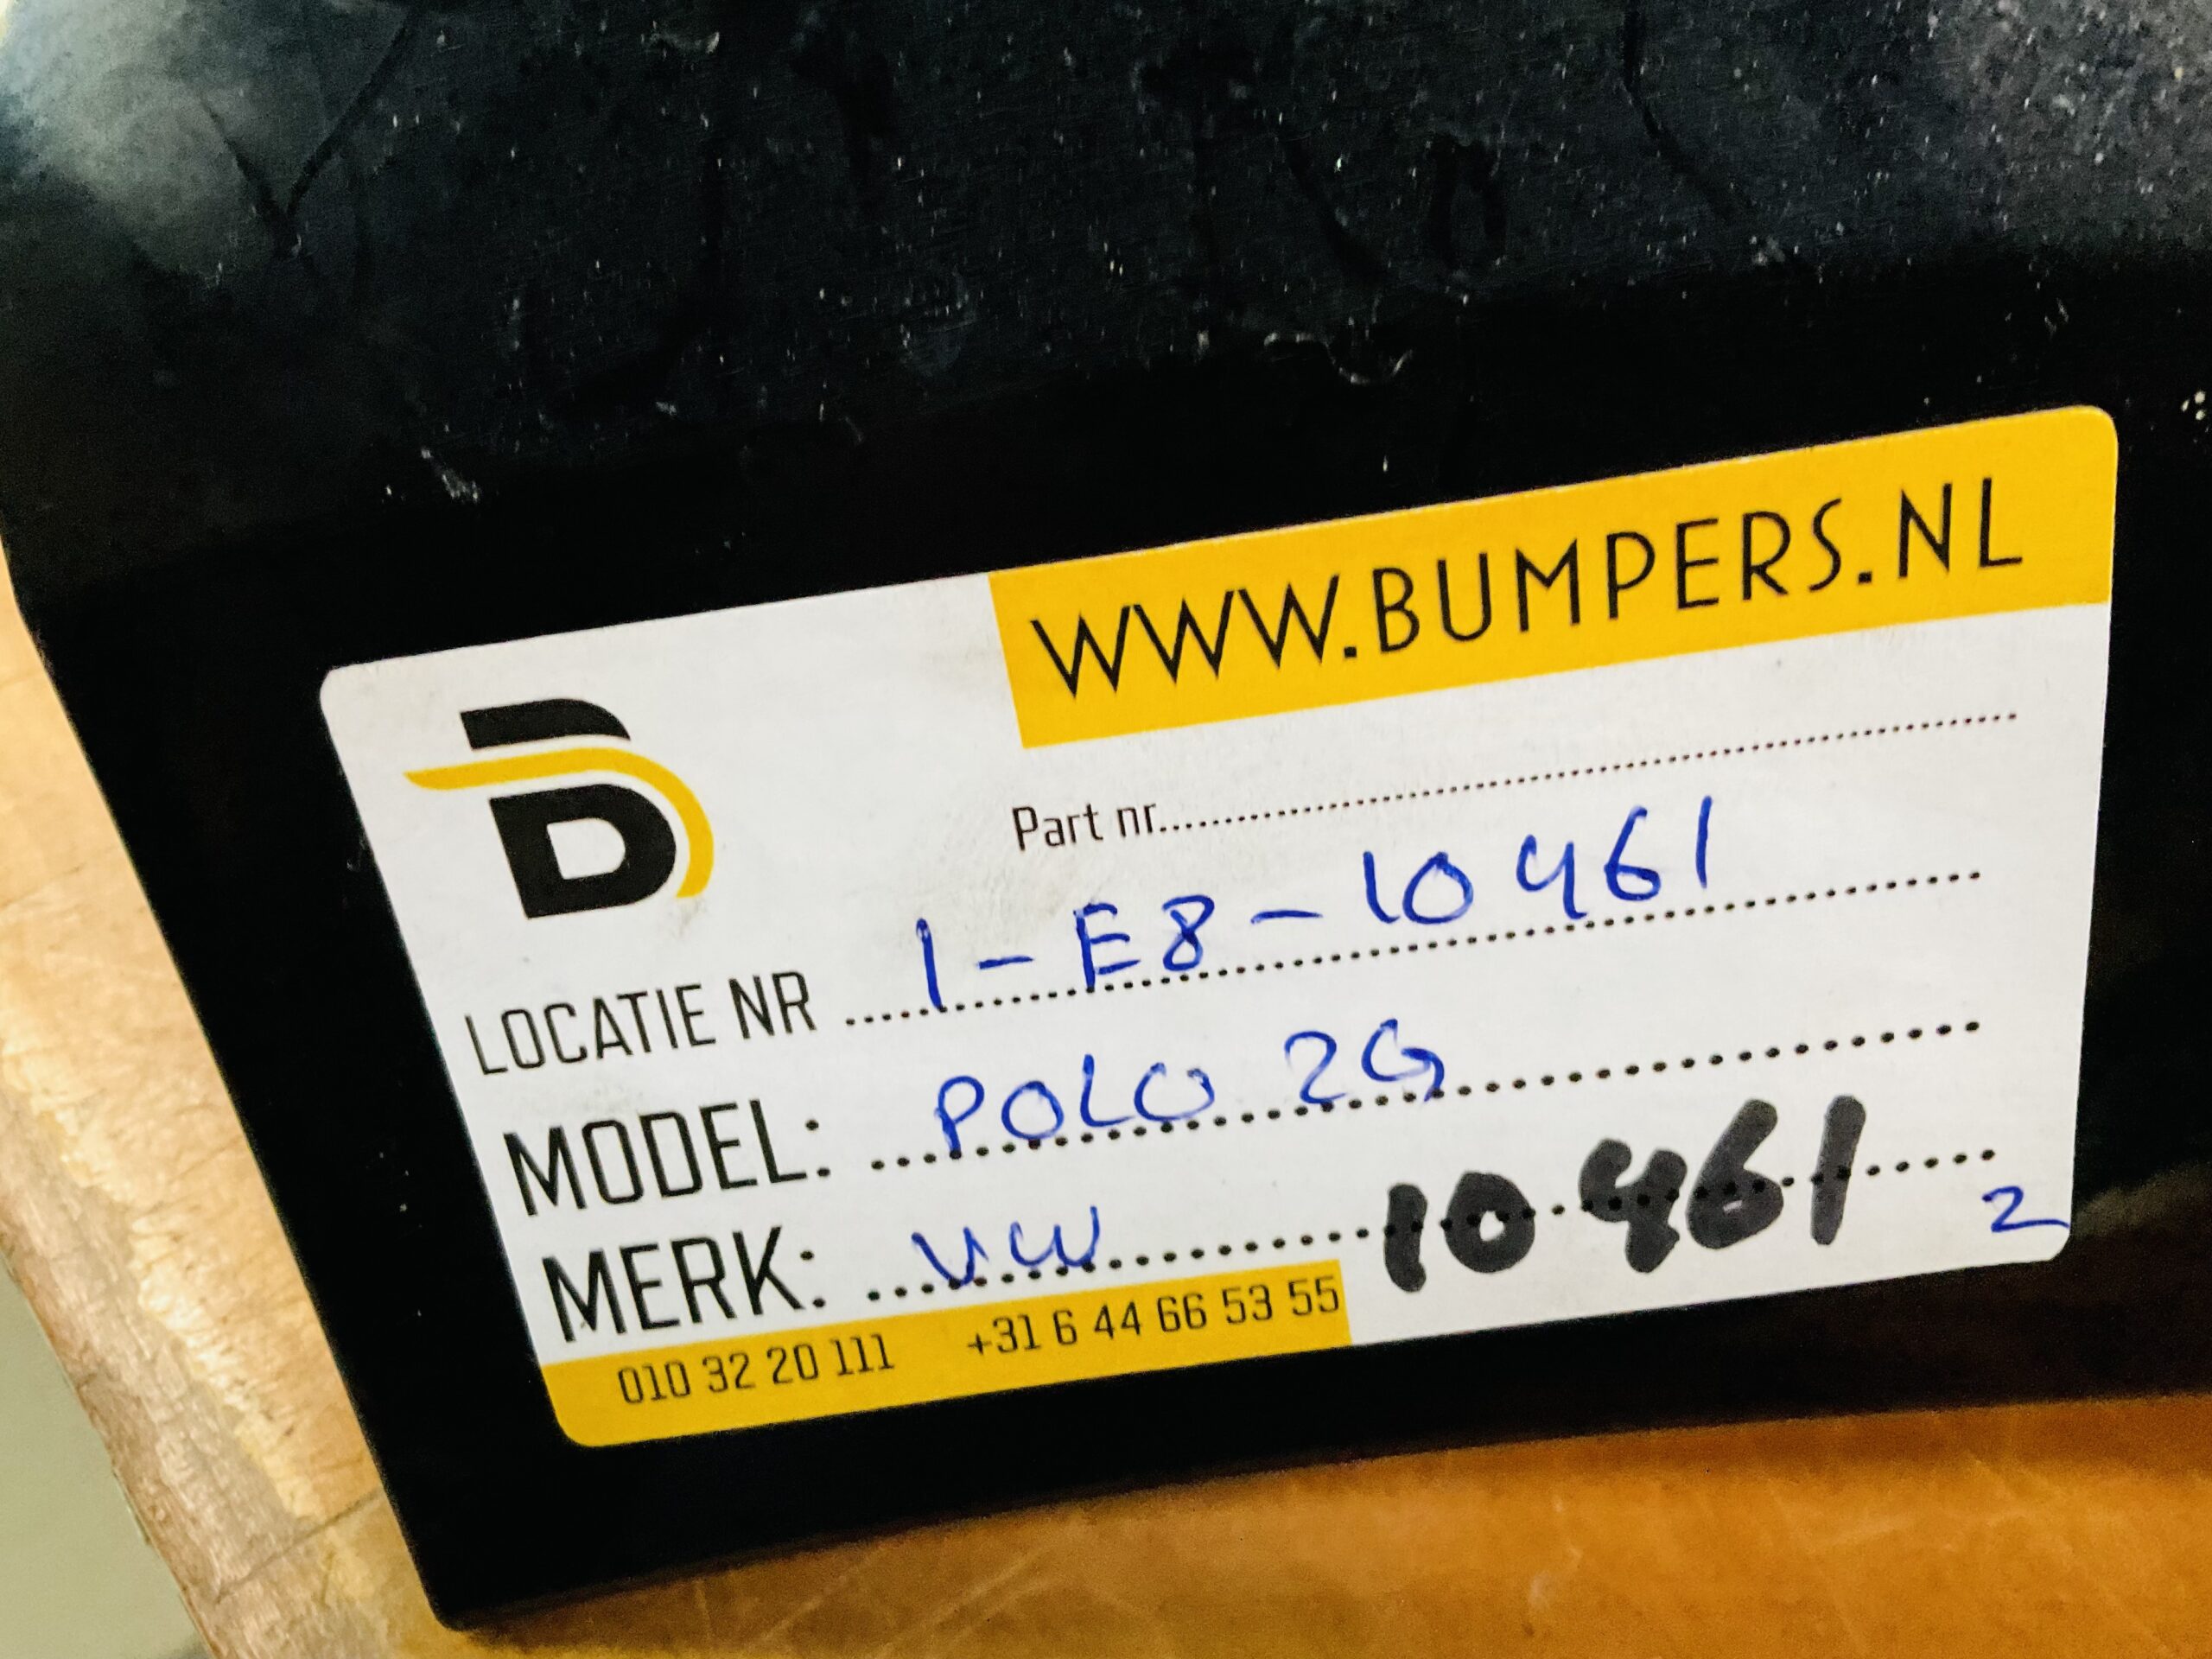 WWW.BUMPERS.NL
B
Part nr..............................
LOCATIE NR 1-E8-10461
MODEL: POLO 2G
MERK: VW 10461 2
010 32 20 111 +31 6 44 66 53 55